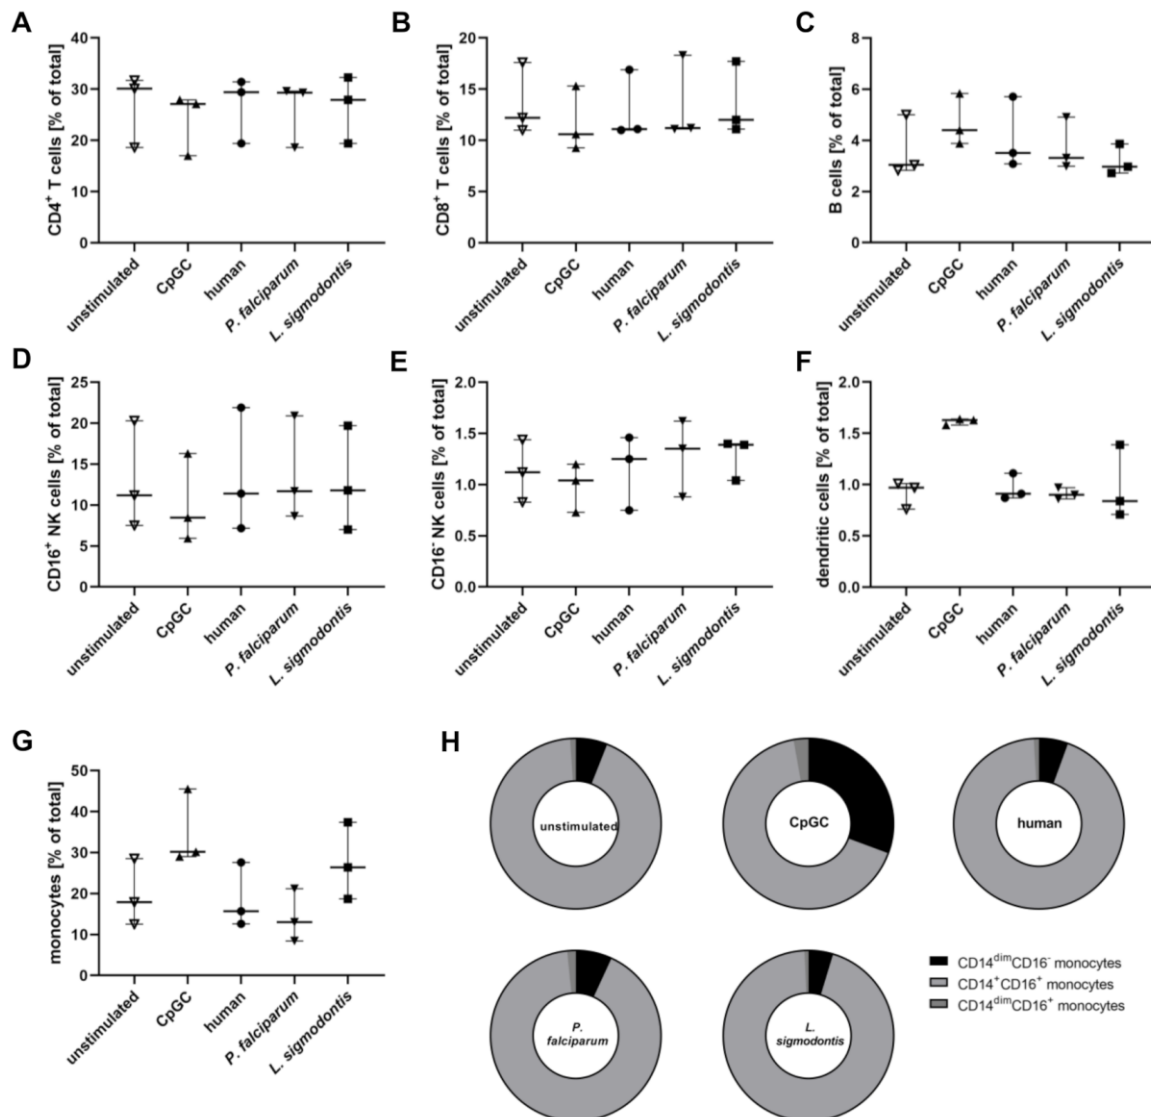 A
CD4+ T cells [% of total]
40
30
20
10
0
unstimulated
CpGC
human
P. falciparum
L. sigmodontis
B
CD8+ T cells [% of total]
20
15
10
5
0
unstimulated
CpGC
human
P. falciparum
L. sigmodontis
C
B cells [% of total]
8
6
4
2
0
unstimulated
CpGC
human
P. falciparum
L. sigmodontis
D
CD16+ NK cells [% of total]
25
20
15
10
5
0
unstimulated
CpGC
human
P. falciparum
L. sigmodontis
E
CD16- NK cells [% of total]
2.0
1.5
1.0
0.5
0.0
unstimulated
CpGC
human
P. falciparum
L. sigmodontis
F
dendritic cells [% of total]
2.0
1.5
1.0
0.5
0.0
unstimulated
CpGC
human
P. falciparum
L. sigmodontis
G
monocytes [% of total]
50
40
30
20
10
0
unstimulated
CpGC
human
P. falciparum
L. sigmodontis
H
unstimulated
CpGC
human
P.
falciparum
L.
sigmodontis
CD14dimCD16- monocytes
CD14+CD16+ monocytes
CD14dimCD16+ monocytes